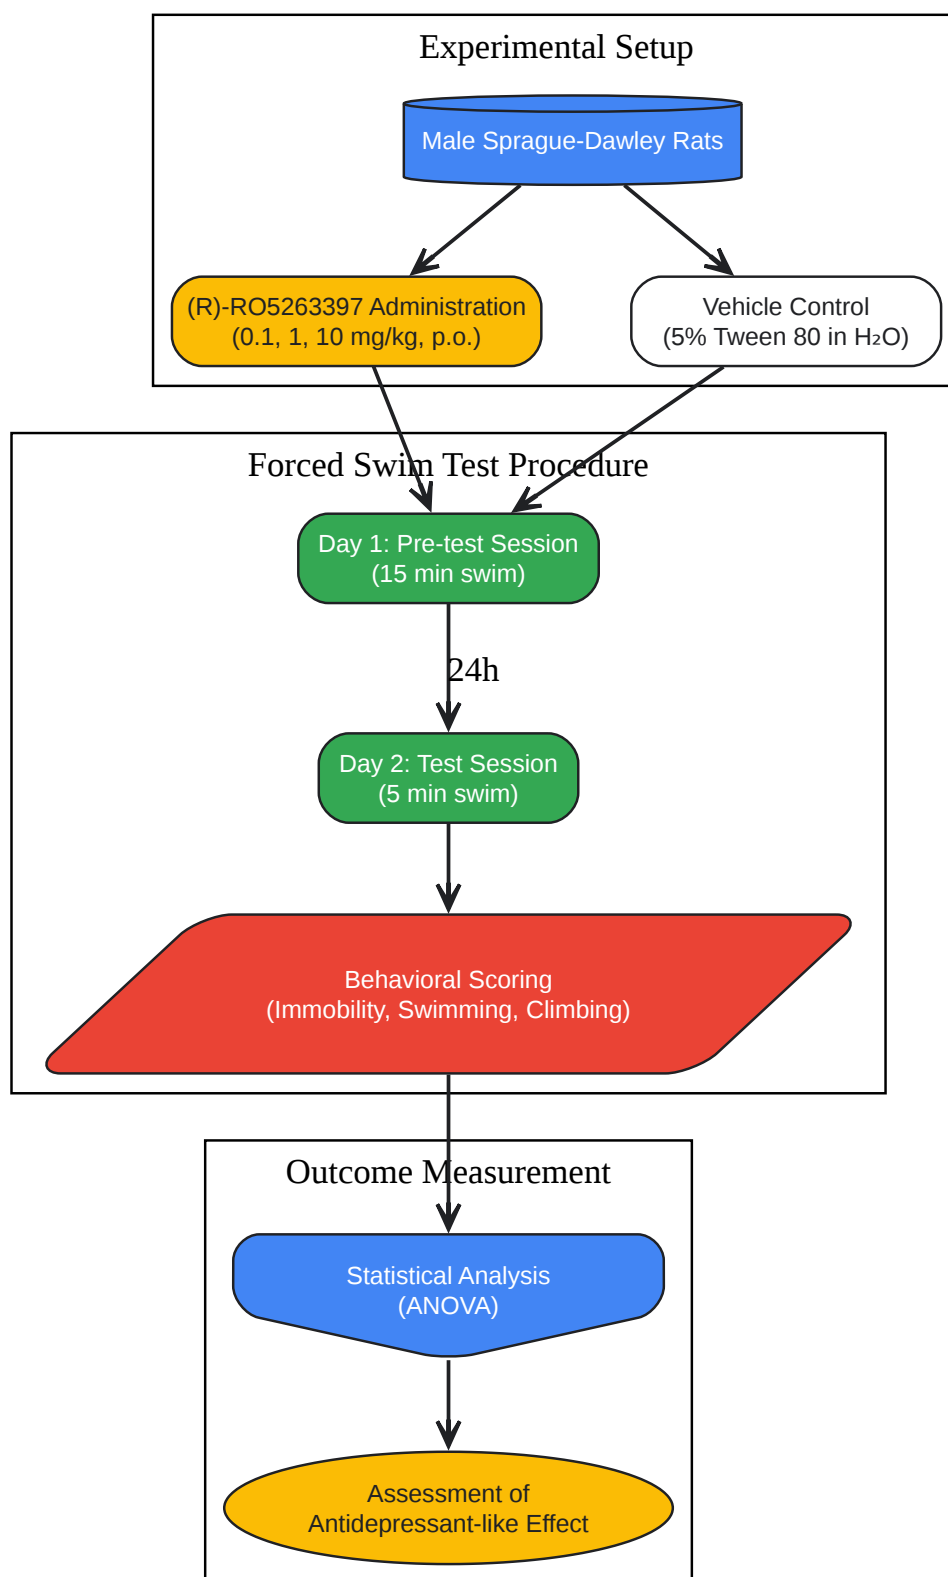 Experimental Setup
Male Sprague-Dawley Rats
(R)-RO5263397 Administration
(0.1, 1, 10 mg/kg, p.o.)
Vehicle Control
(5% Tween 80 in H₂O)
Forced Swim Test Procedure
Day 1: Pre-test Session
(15 min swim)
24h
Day 2: Test Session
(5 min swim)
Behavioral Scoring
(Immobility, Swimming, Climbing)
Outcome Measurement
Statistical Analysis
(ANOVA)
Assessment of
Antidepressant-like Effect